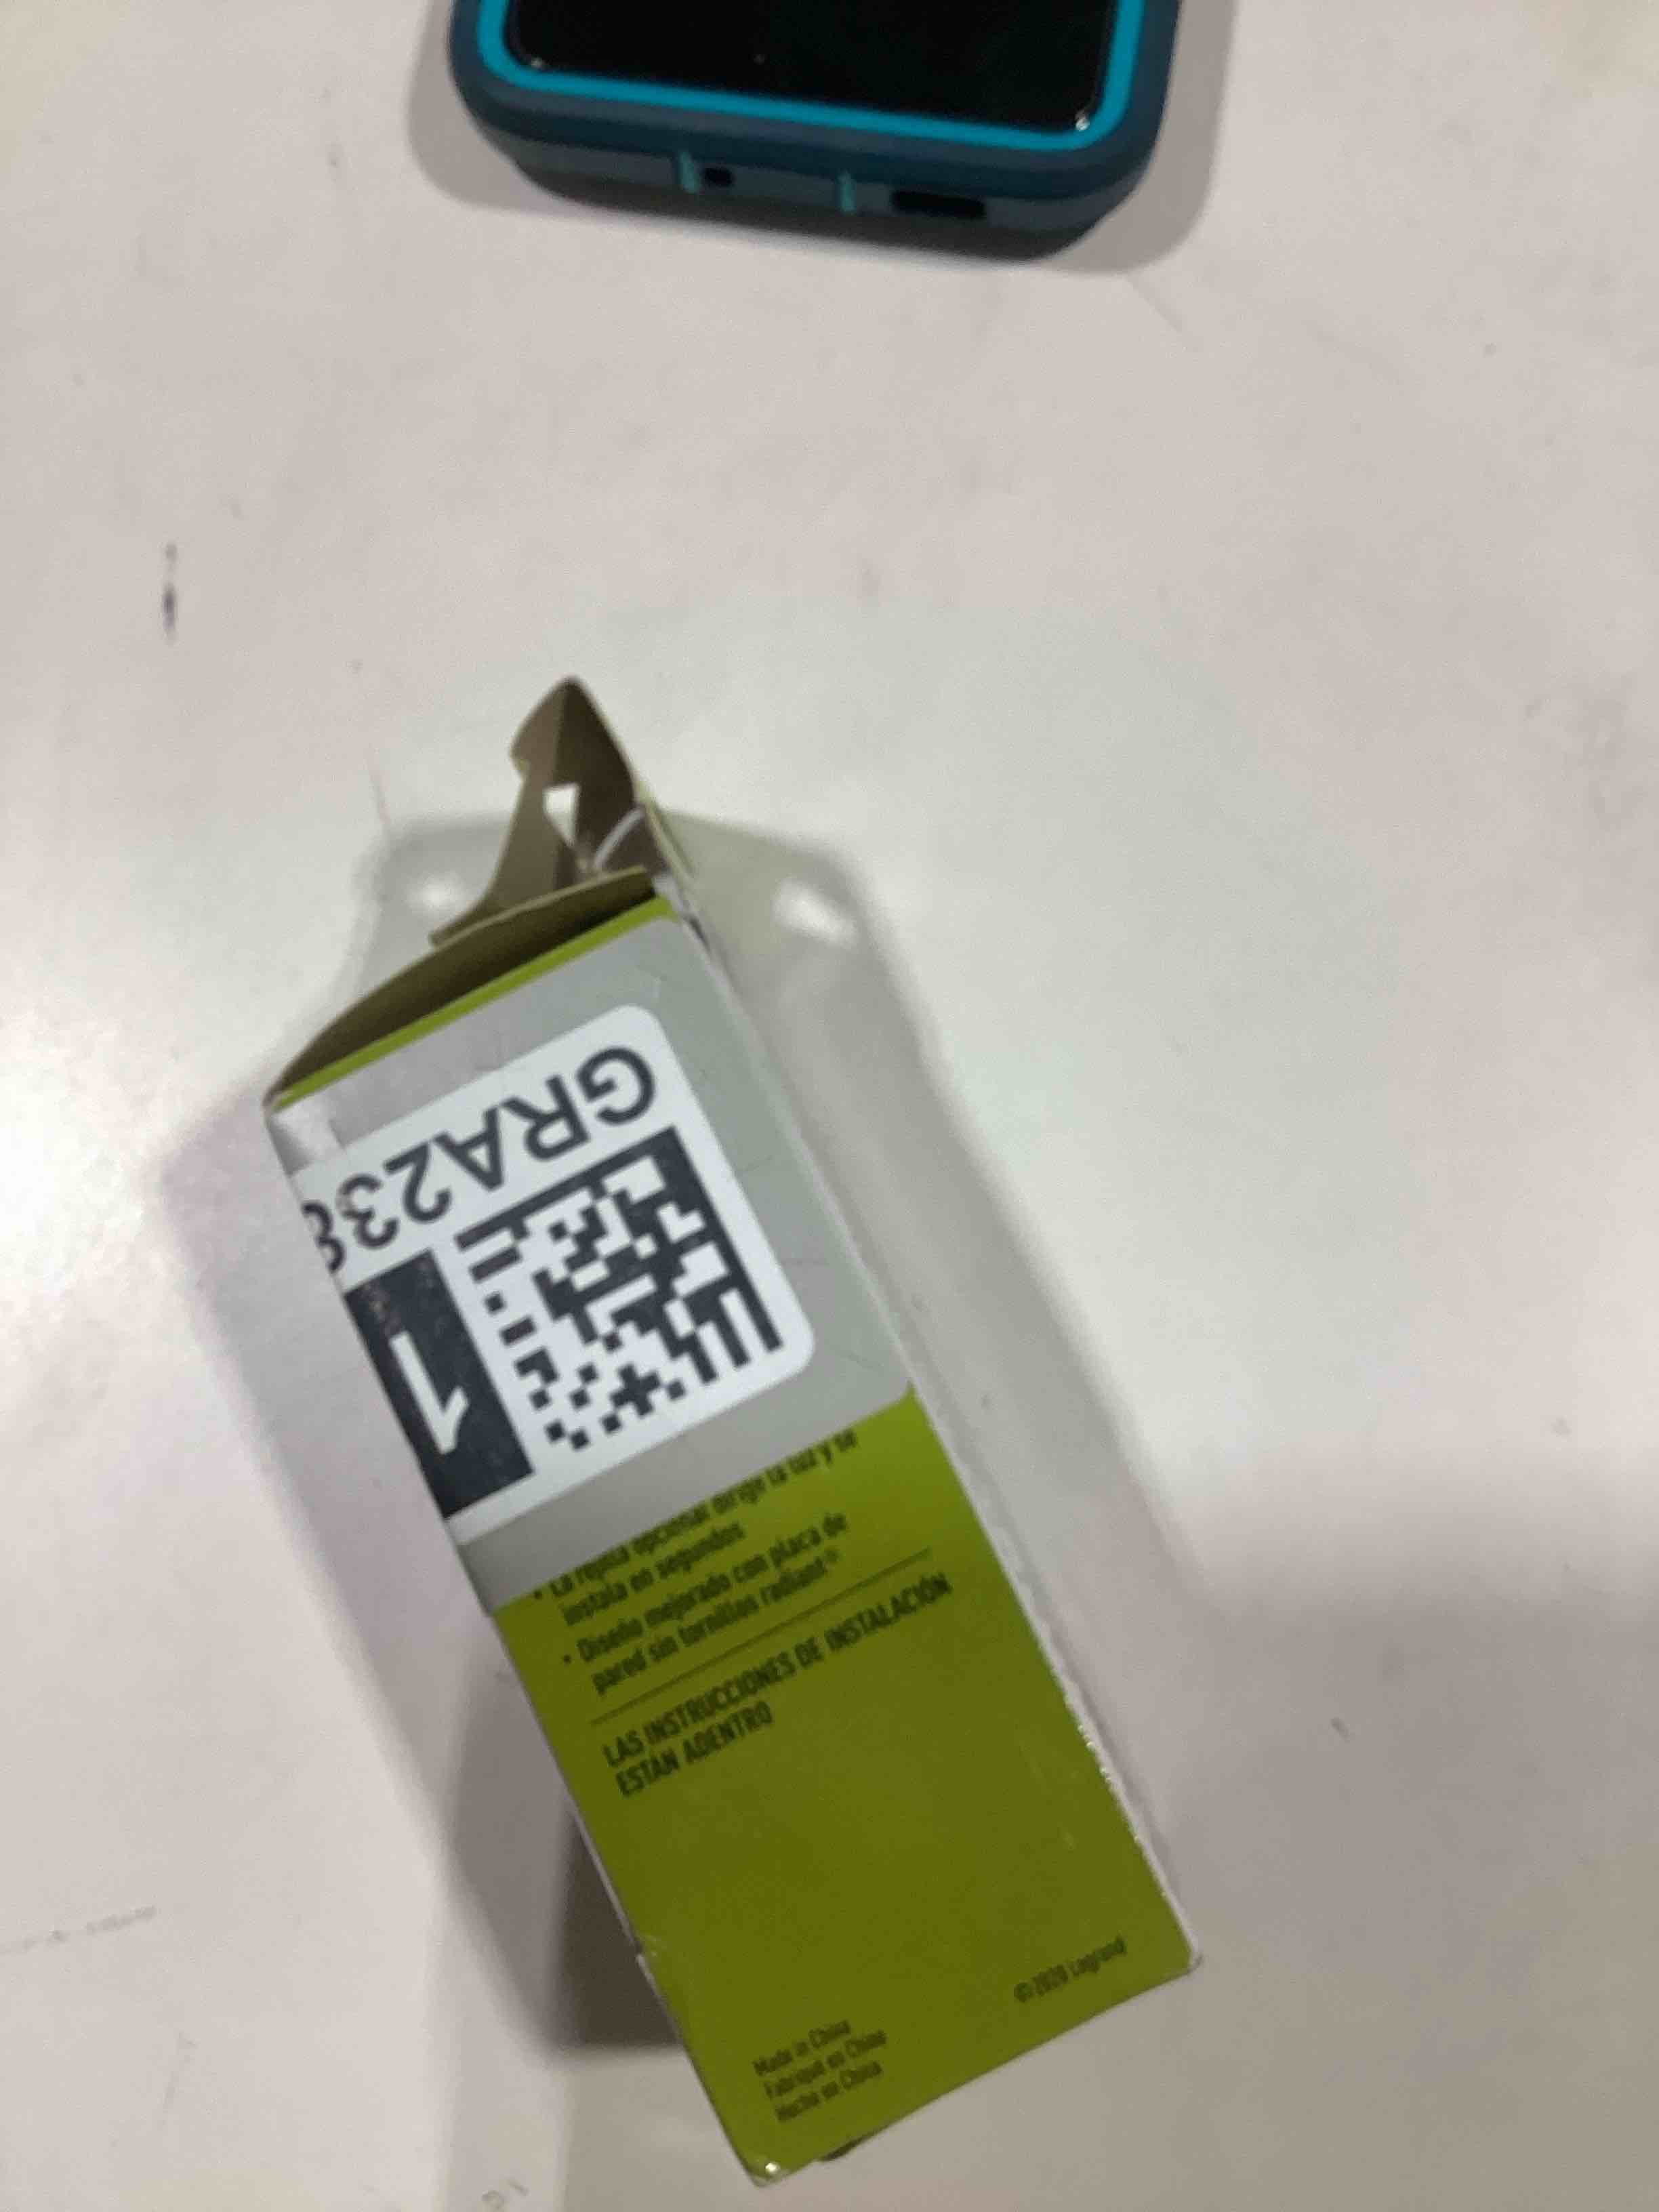 GRA238
1
• La repisa opcional dirige la luz y se
instala en segundos
• Diseño mejorado con placa de
pared sin tornillos radiant®
LAS INSTRUCCIONES DE INSTALACIÓN
ESTÁN ADENTRO
©2020 Legrand
Made in China
Fabriqué en Chine
Hecho en China